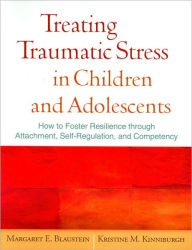 Treating
Traumatic Stress
in Children
and Adolescents
How to Foster Resilience through
Attachment, Self-Regulation, and Competency
MARGARET E. BLAUSTEIN
KRISTINE M. KINNIBURGH